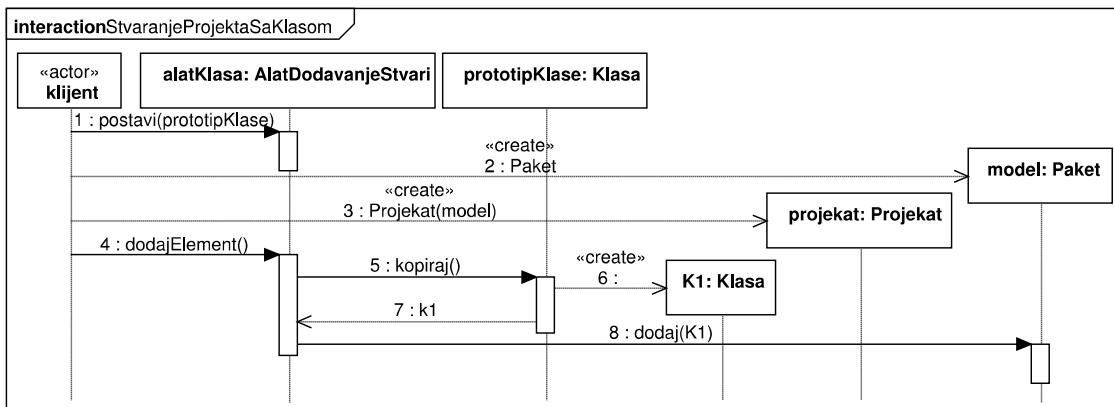 interactionStvaranjeProjektaSaKlasom
«actor»
klijent
alatKlasa: AlatDodavanjeStvari
prototipKlase: Klasa
1 : postavi(prototipKlase)
«create»
2 : Paket
model: Paket
«create»
3 : Projekat(model)
projekat: Projekat
4 : dodajElement()
5 : kopiraj()
«create»
6 :
K1: Klasa
7 : k1
8 : dodaj(K1)